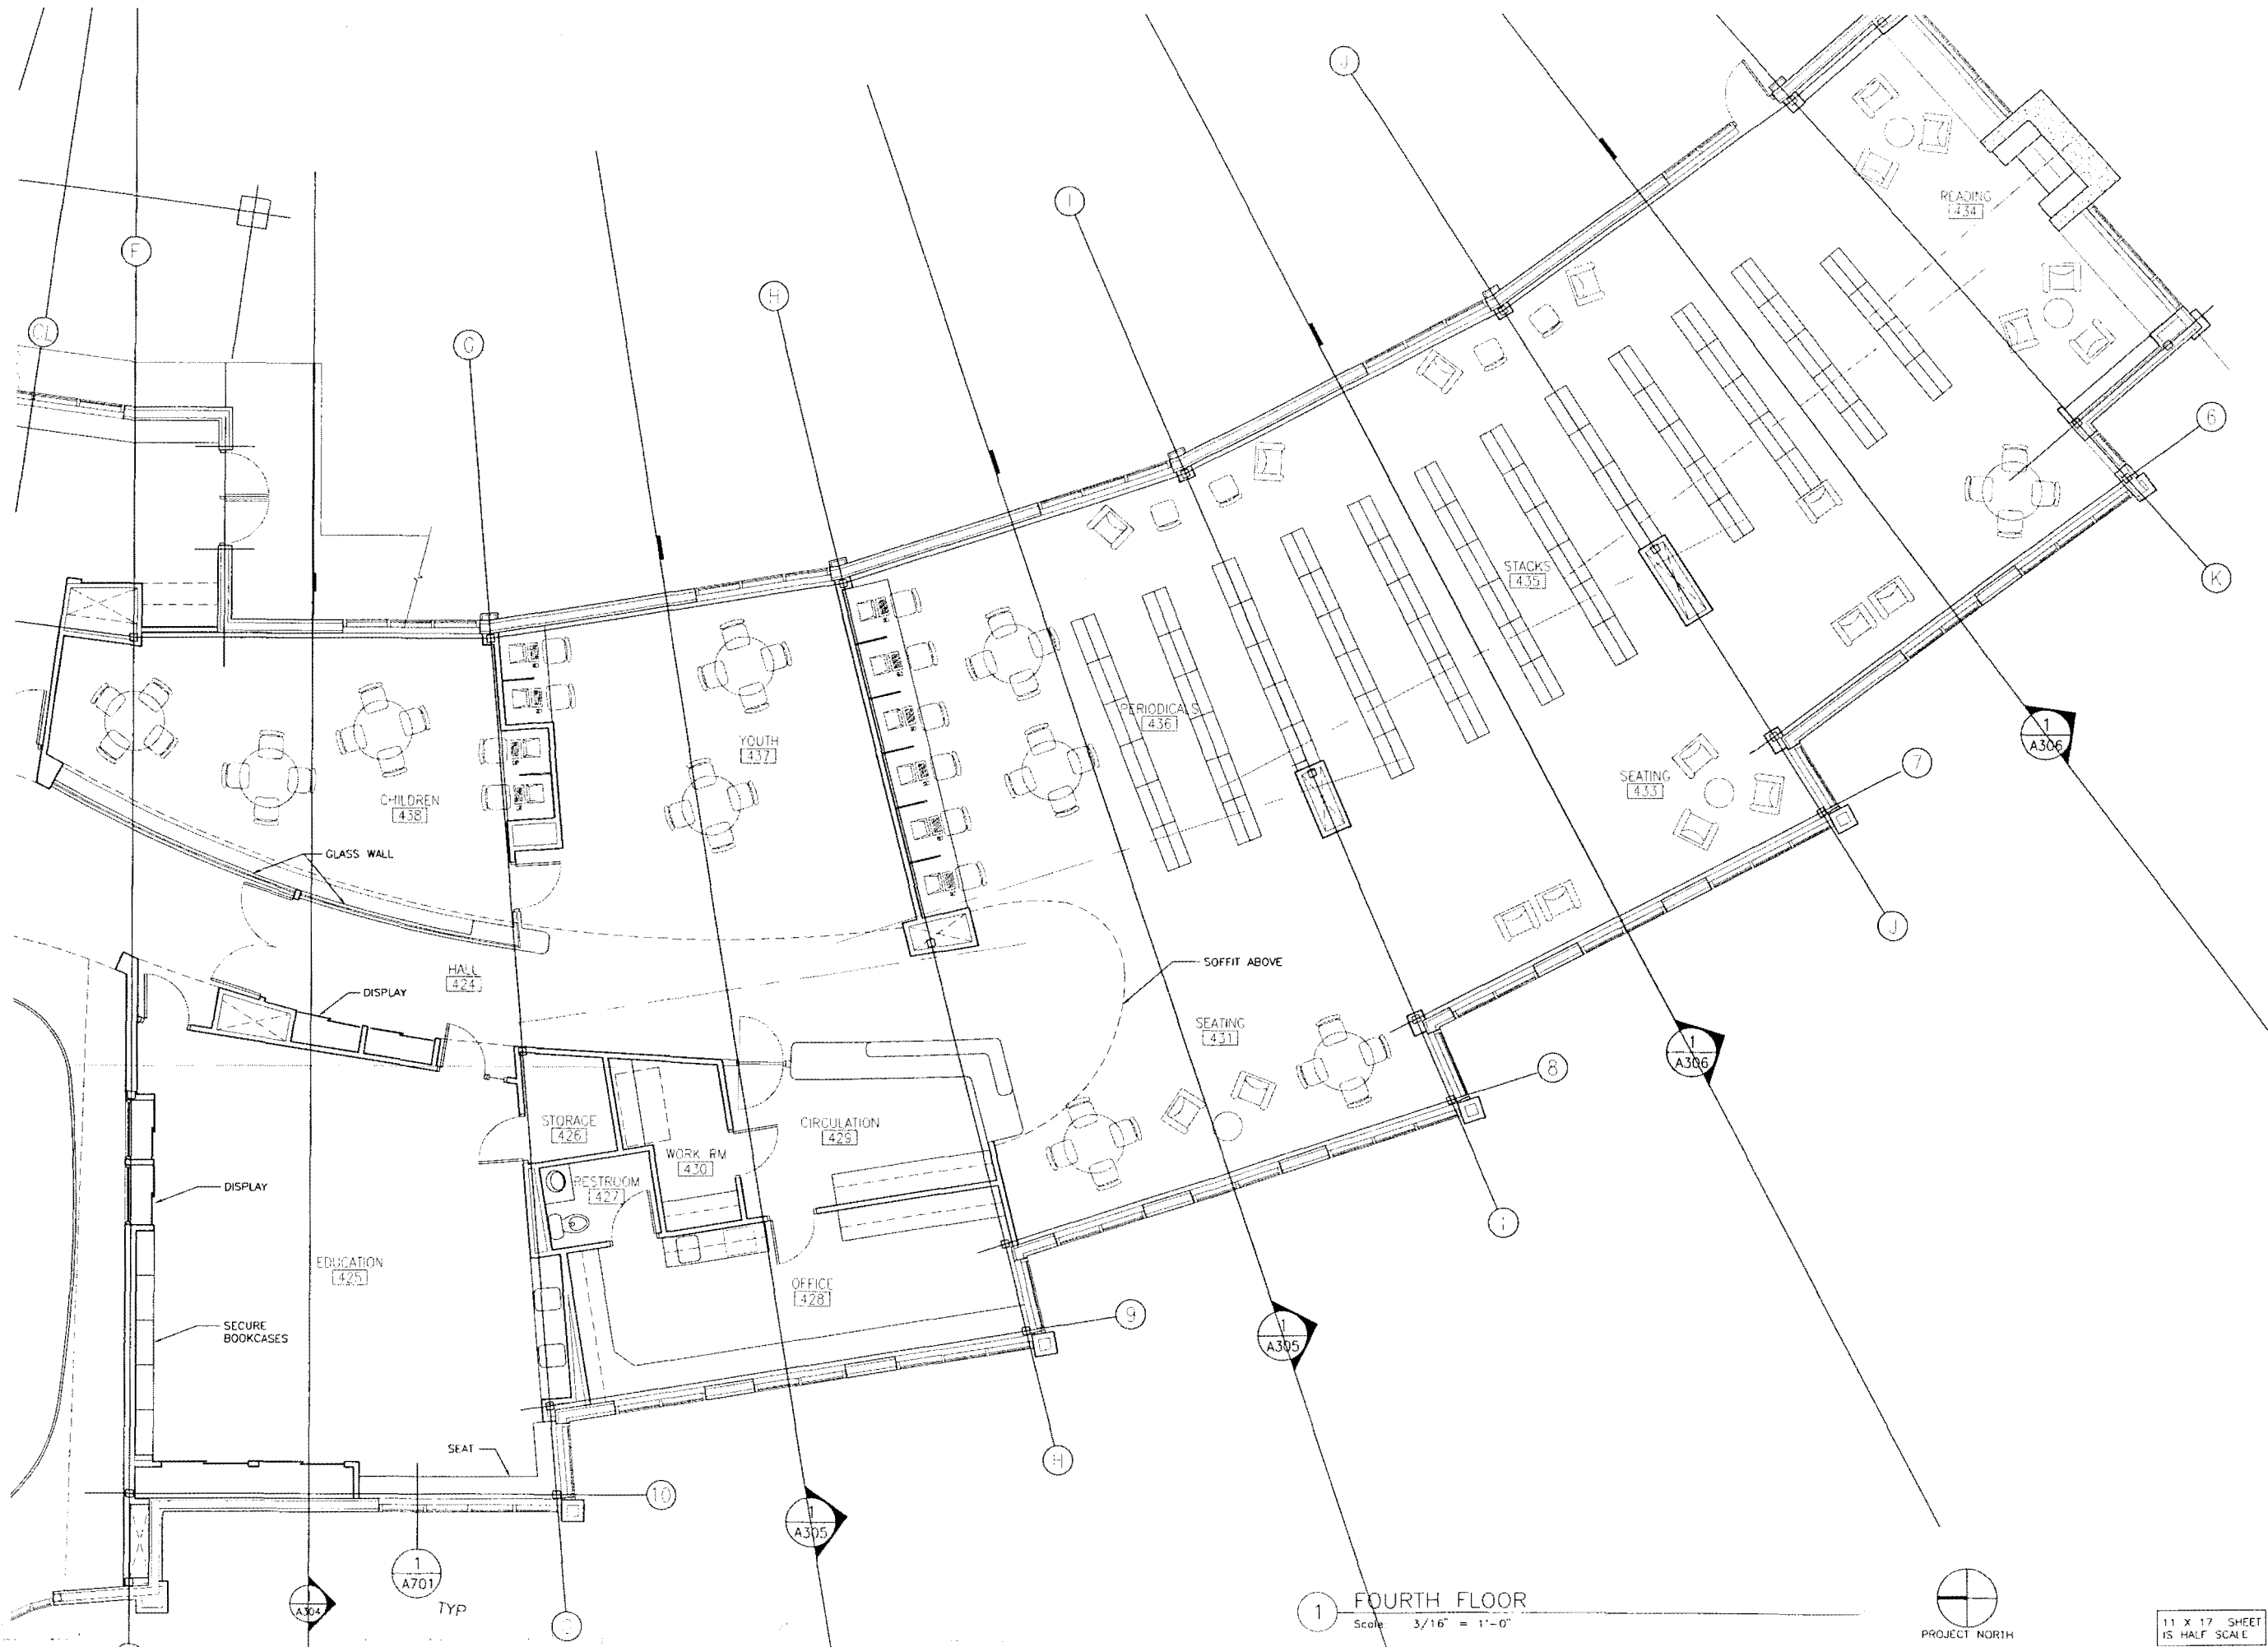 J
I
READING
434
F
H
CL
G
6
STACKS
435
K
PERIODICALS
436
YOUTH
437
1
A306
CHILDREN
438
SEATING
433
7
GLASS WALL
J
HALL
424
DISPLAY
SOFFIT ABOVE
SEATING
431
1
A306
8
STORAGE
426
CIRCULATION
429
WORK RM
430
RESTROOM
427
DISPLAY
I
EDUCATION
425
OFFICE
428
9
SECURE
BOOKCASES
1
A305
SEAT
H
10
1
A305
1
A701
TYP
1
A304
G
1
FOURTH FLOOR
Scale: 3/16" = 1'-0"
PROJECT NORTH
11 X 17 SHEET
IS HALF SCALE